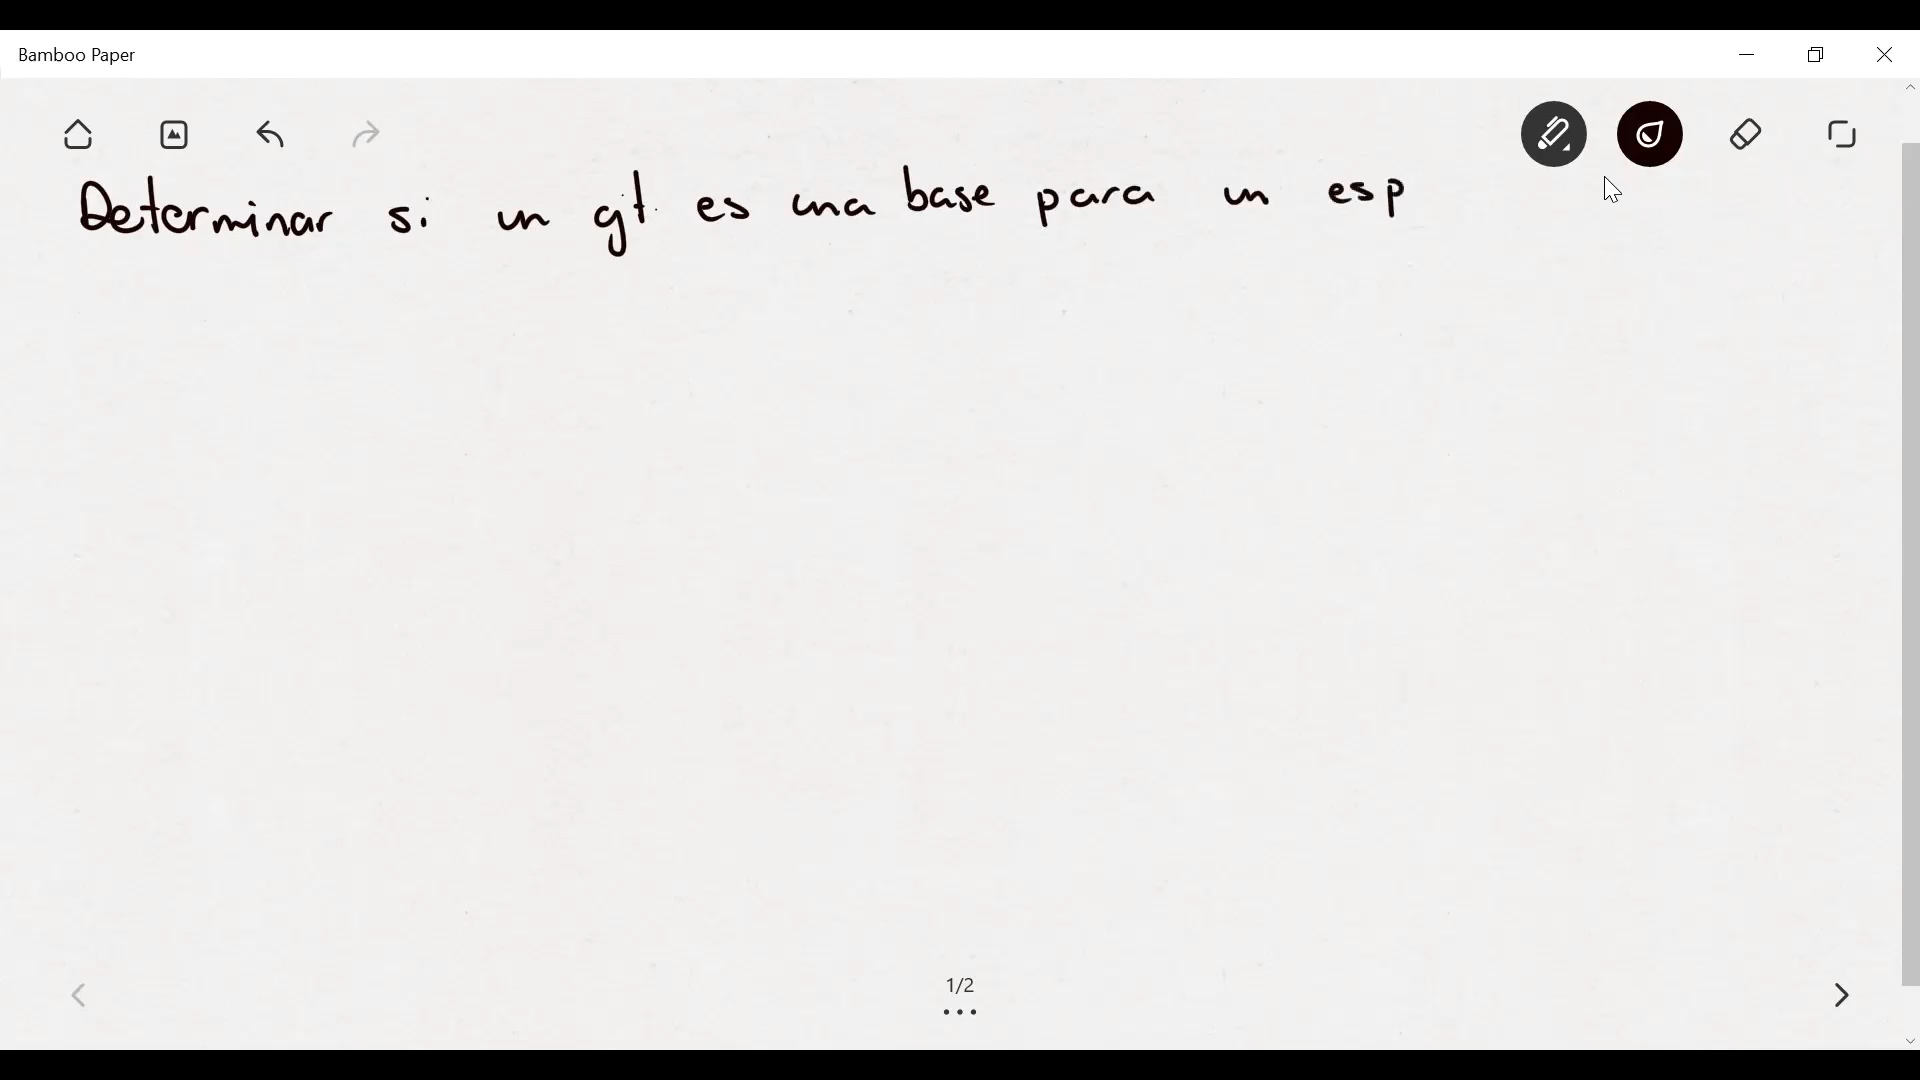 Bamboo Paper
Determinar si un gt. es una base para un esp
1/2